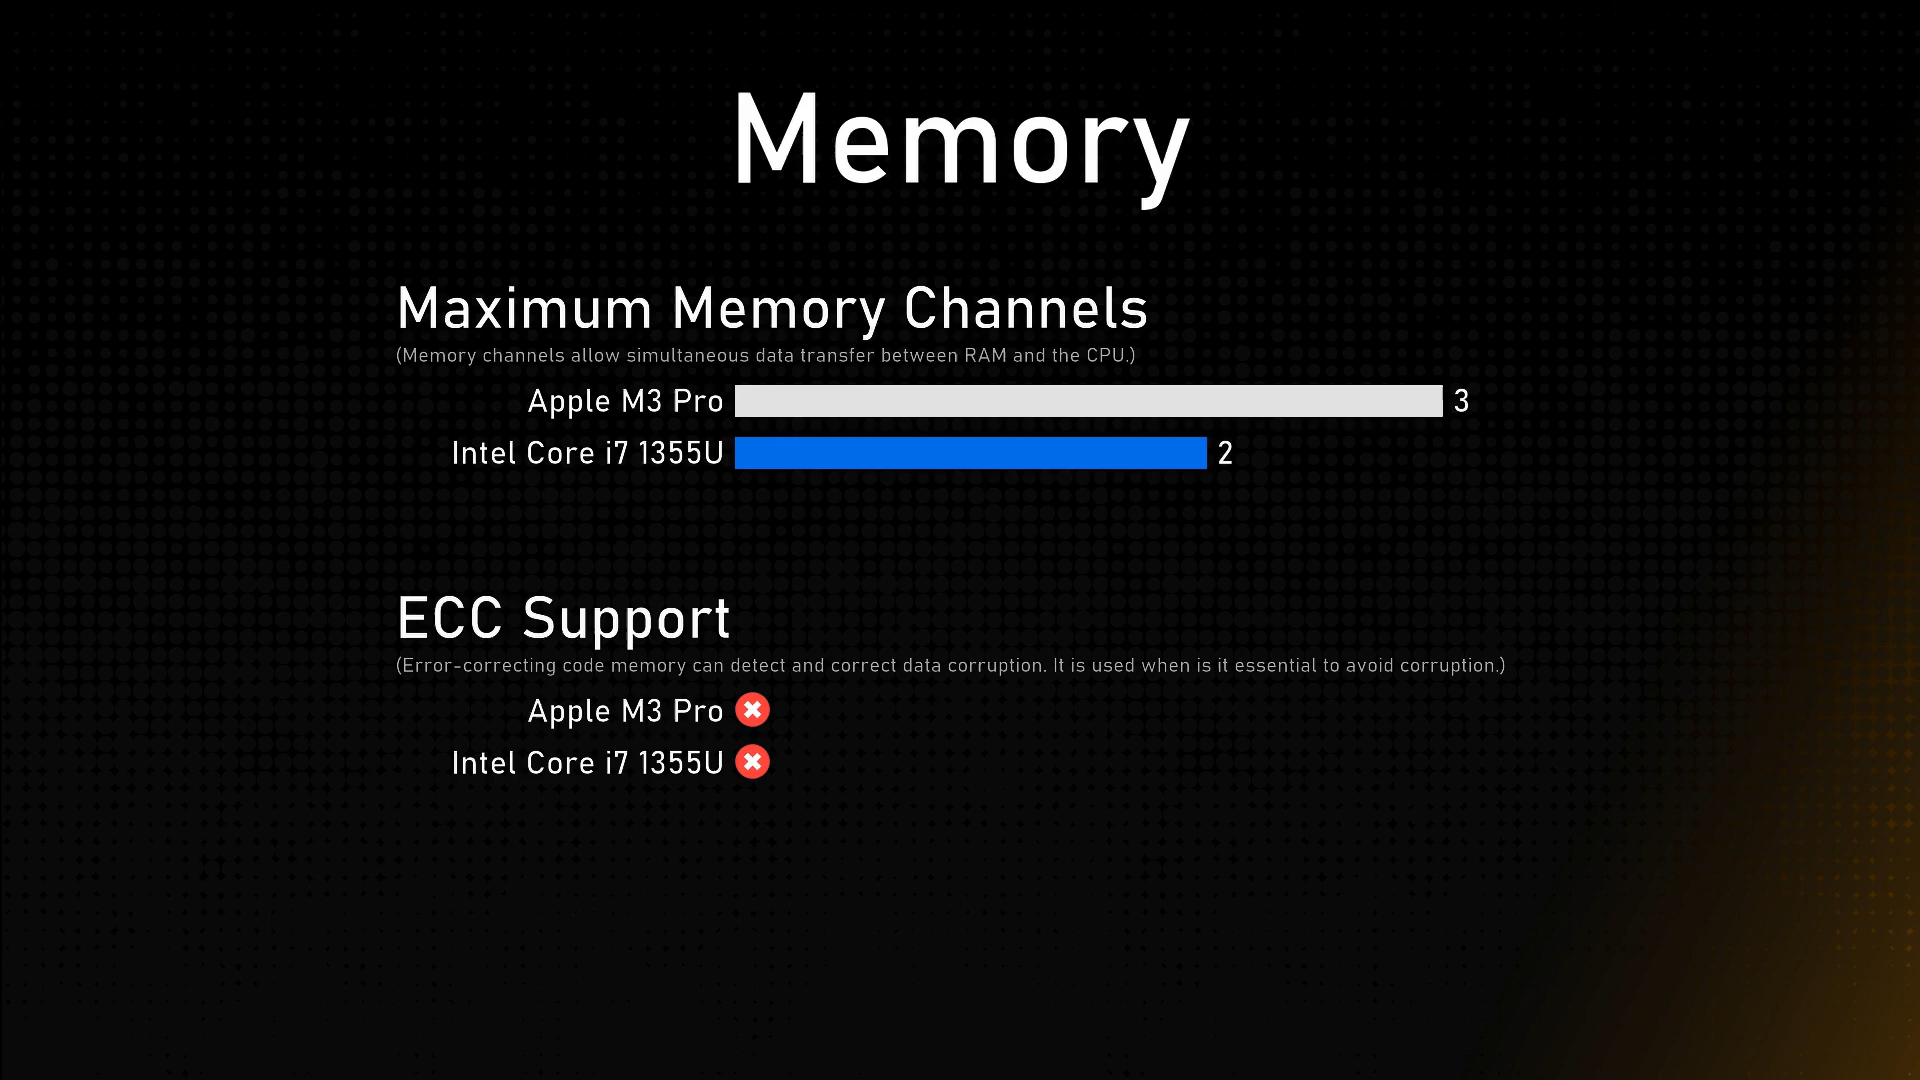 Memory
Maximum Memory Channels
(Memory channels allow simultaneous data transfer between RAM and the CPU.)
Apple M3 Pro 3
Intel Core i7 1355U 2
ECC Support
(Error-correcting code memory can detect and correct data corruption. It is used when is it essential to avoid corruption.)
Apple M3 Pro
Intel Core i7 1355U